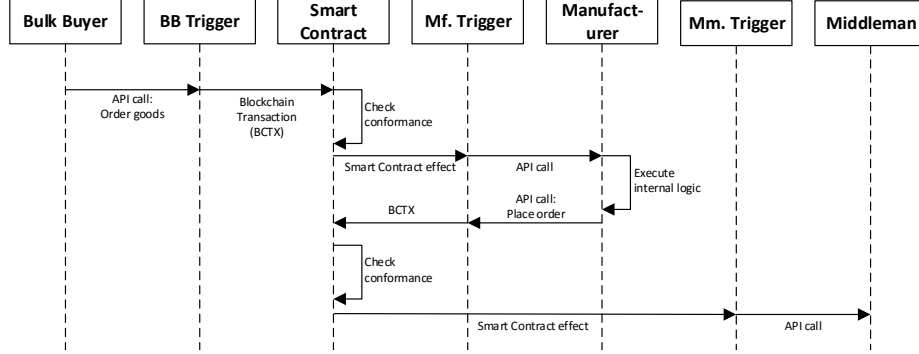 Bulk Buyer
BB Trigger
Smart
Contract
Mf. Trigger
Manufact-
urer
Mm. Trigger
Middleman
API call:
Order goods
Blockchain
Transaction
(BCTX)
Check
conformance
Smart Contract effect
API call
Execute
internal logic
BCTX
API call:
Place order
Check
conformance
Smart Contract effect
API call